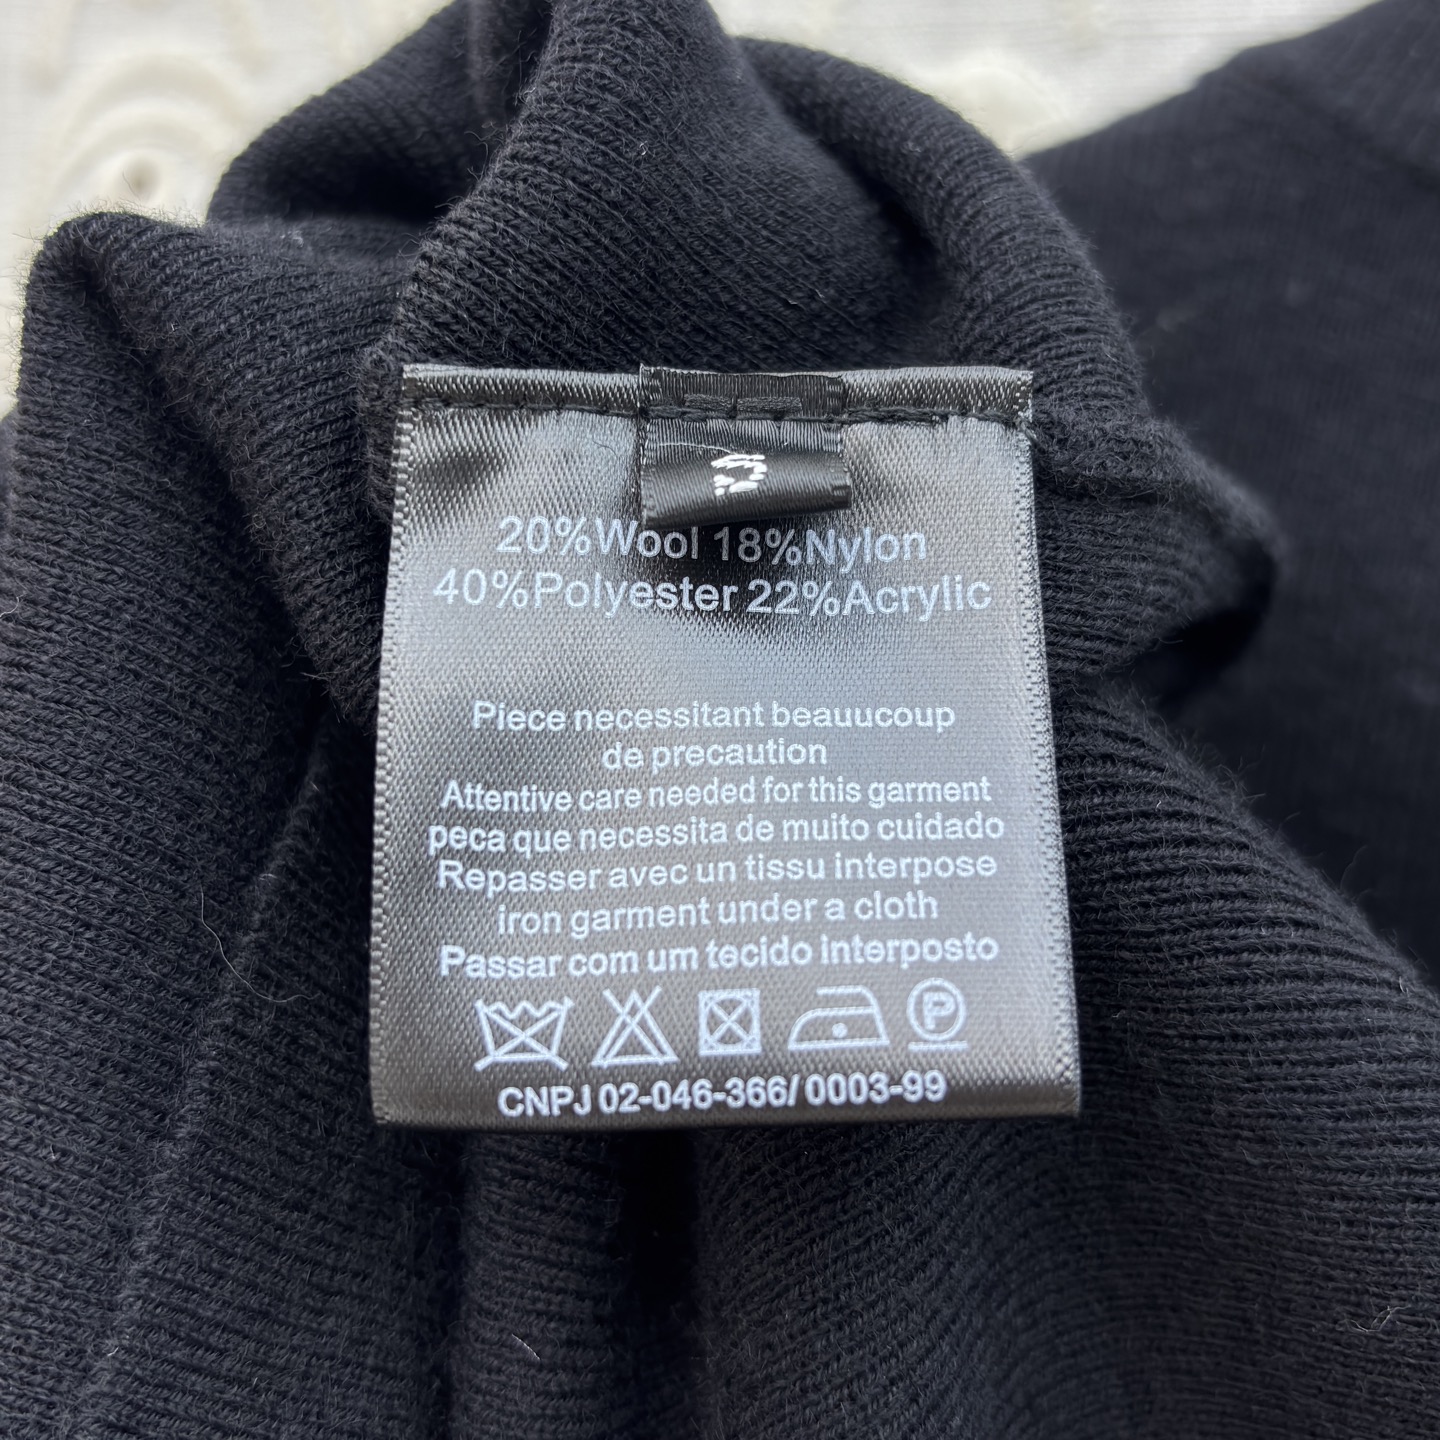 20%Wool 18%Nylon
40%Polyester 22%Acrylic
Piece necessitant beauucoup
de precaution
Attentive care needed for this garment
peca que necessita de muito cuidado
Repasser avec un tissu interpose
iron garment under a cloth
Passar com um tecido interposto
P
CNPJ 02-046-366/ 0003-99